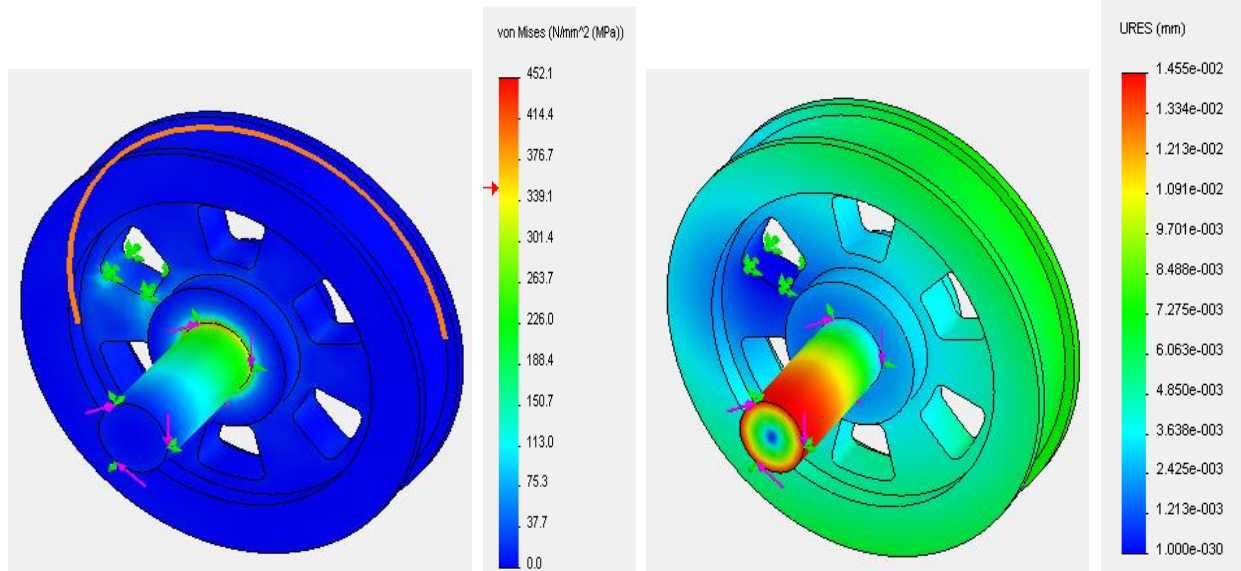 von Mises (N/mm^2 (MPa))
452.1
414.4
376.7
339.1
301.4
263.7
226.0
188.4
150.7
113.0
75.3
37.7
0.0
URES (mm)
1.455e-002
1.334e-002
1.213e-002
1.091e-002
9.701e-003
8.488e-003
7.275e-003
6.063e-003
4.850e-003
3.638e-003
2.425e-003
1.213e-003
1.000e-030